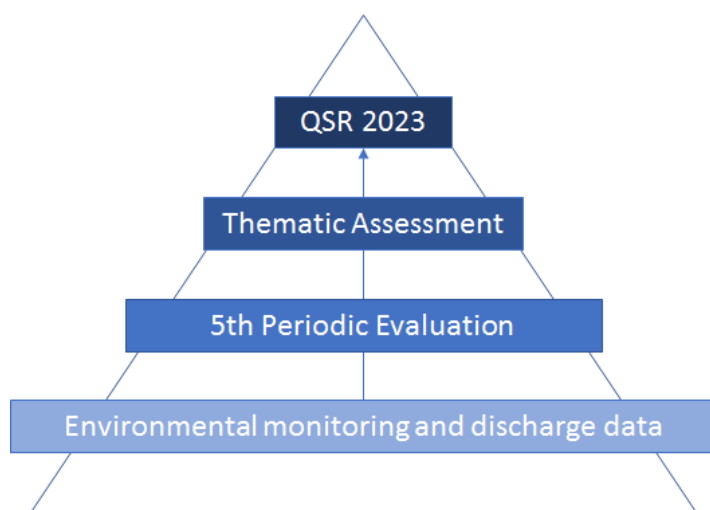 QSR 2023
Thematic Assessment
5th Periodic Evaluation
Environmental monitoring and discharge data